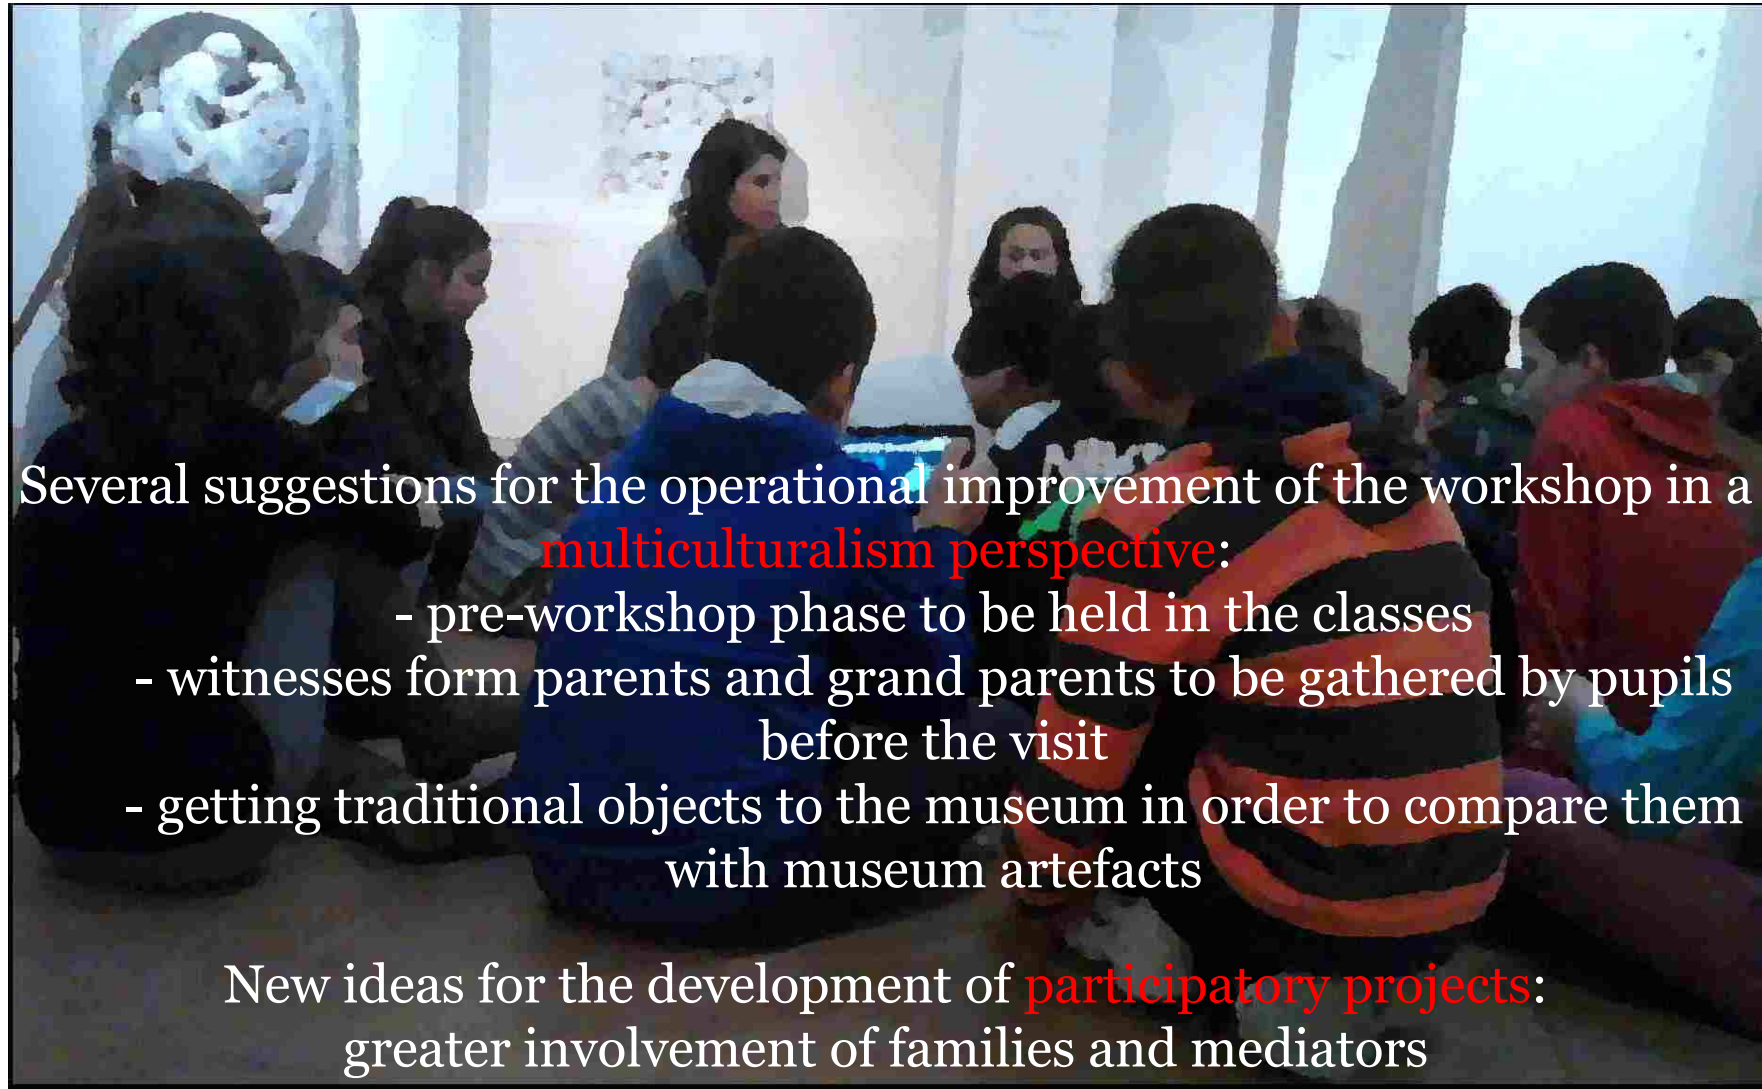 Several suggestions for the operational improvement of the workshop in a
multiculturalism perspective:
- pre-workshop phase to be held in the classes
- witnesses form parents and grand parents to be gathered by pupils
before the visit
- getting traditional objects to the museum in order to compare them
with museum artefacts
New ideas for the development of participatory projects:
greater involvement of families and mediators